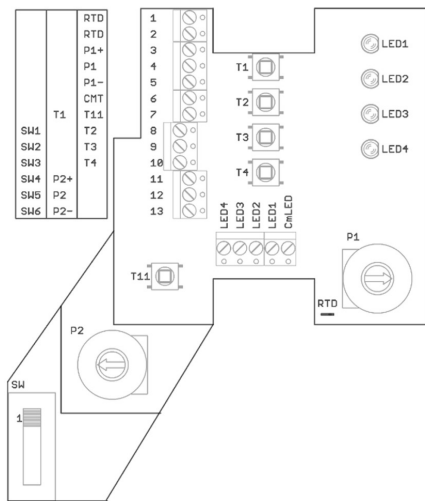 RTD 1
RTD 2
P1+ 3
P1 4
P1- 5
CMT 6
T1 T11 7
SW1 T2 8
SW2 T3 9
SW3 T4 10
SW4 P2+ 11
SW5 P2 12
SW6 P2- 13
T1
T2
T3
T4
LED1
LED2
LED3
LED4
LED4 LED3 LED2 LED1 CmLED
T11
P1
RTD
P2
SW
1